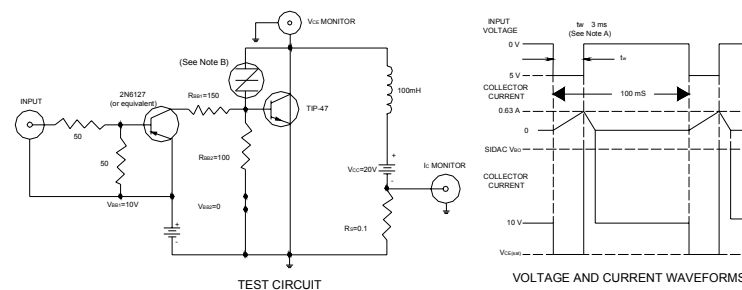 VCE MONITOR
(See Note B)
INPUT
2N6127
(or equivalent)
RBB1=150
TIP-47
100mH
50
50
RBB2=100
VCC=20V
+
-
IC MONITOR
VBB1=10V
VBB2=0
+
-
RS=0.1
TEST CIRCUIT
INPUT
VOLTAGE
tw 3 ms
(See Note A)
0 V
tw
5 V
COLLECTOR
CURRENT
100 mS
0.63 A
0
SIDAC VBO
COLLECTOR
CURRENT
10 V
VCE(sat)
VOLTAGE AND CURRENT WAVEFORMS